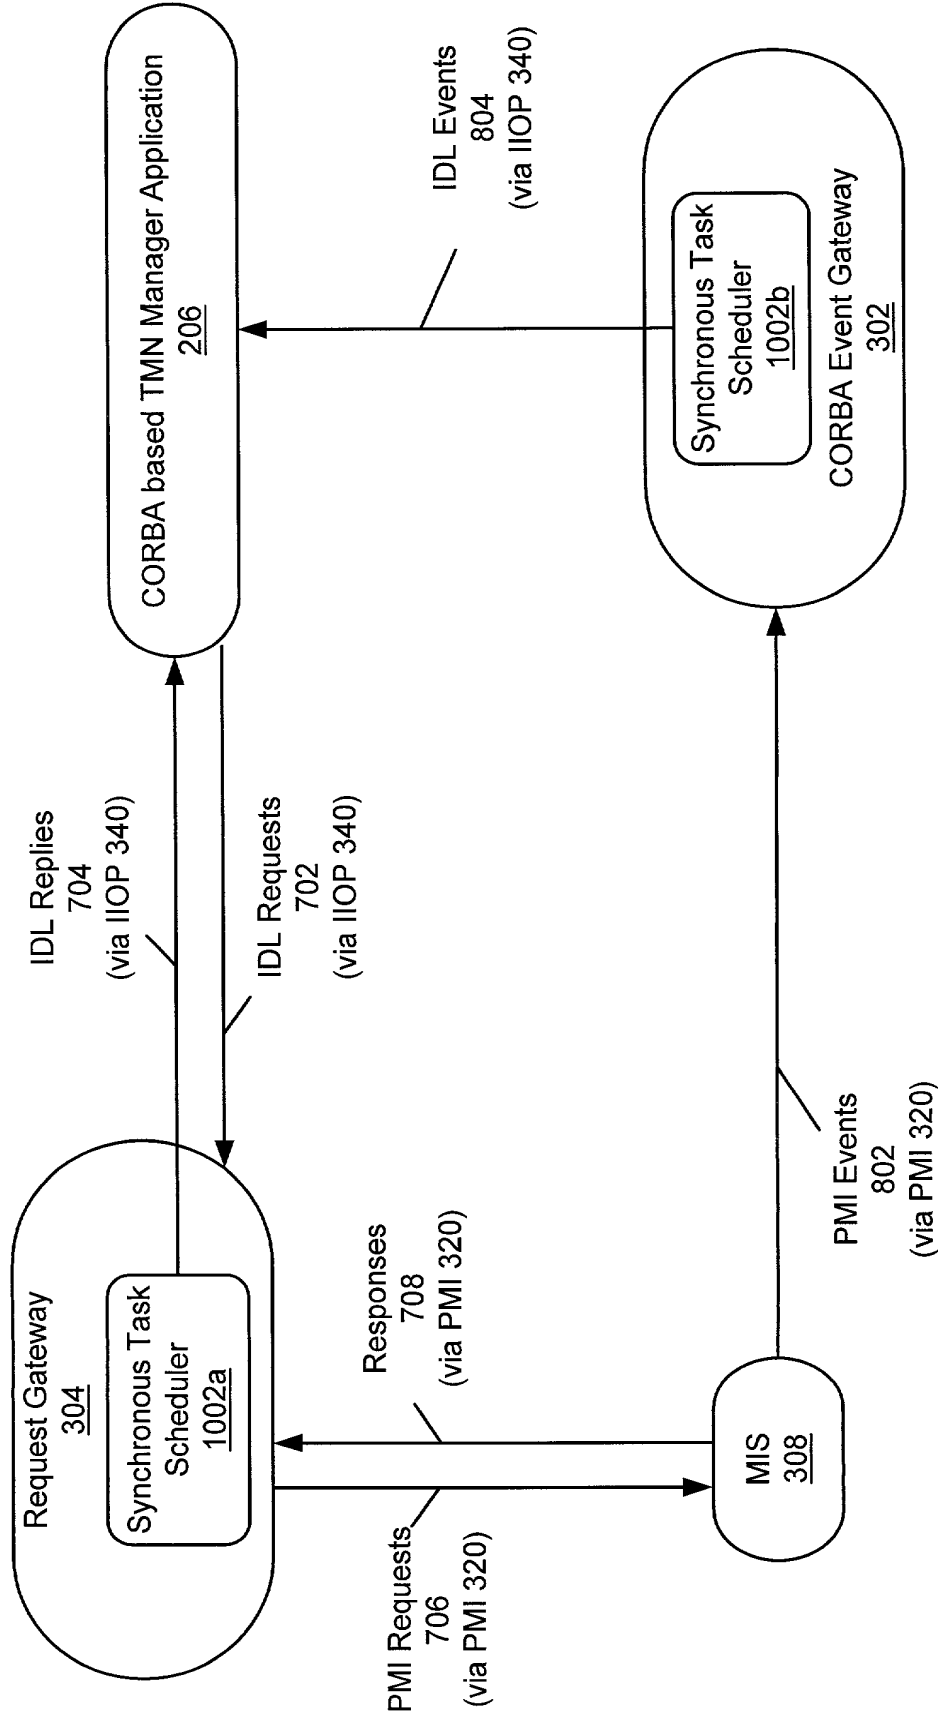 Request Gateway
304
Synchronous Task
Scheduler
1002a
IDL Replies
704
(via IIOP 340)
IDL Requests
702
(via IIOP 340)
CORBA based TMN Manager Application
206
PMI Requests
706
(via PMI 320)
Responses
708
(via PMI 320)
IDL Events
804
(via IIOP 340)
MIS
308
PMI Events
802
(via PMI 320)
Synchronous Task
Scheduler
1002b
CORBA Event Gateway
302